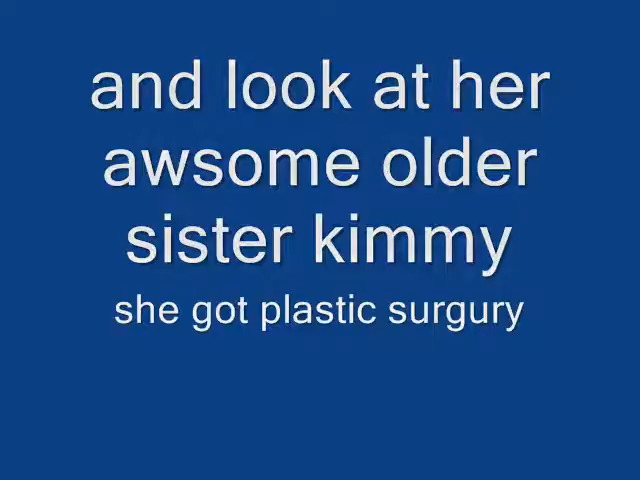 and look at her
awsome older
sister kimmy
she got plastic surgury